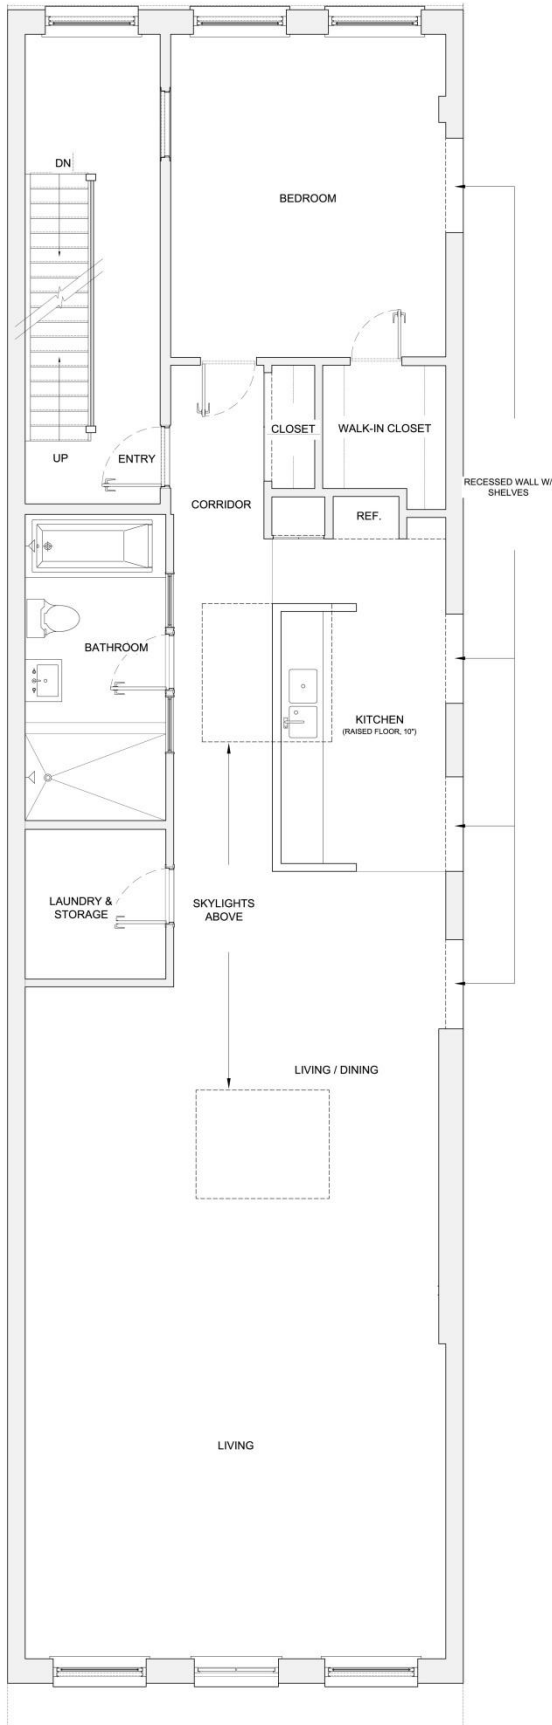 DN
BEDROOM
CLOSET
WALK-IN CLOSET
UP
ENTRY
RECESSED WALL W/
SHELVES
CORRIDOR
REF.
BATHROOM
KITCHEN
(RAISED FLOOR, 10")
LAUNDRY &
STORAGE
SKYLIGHTS
ABOVE
LIVING / DINING
LIVING